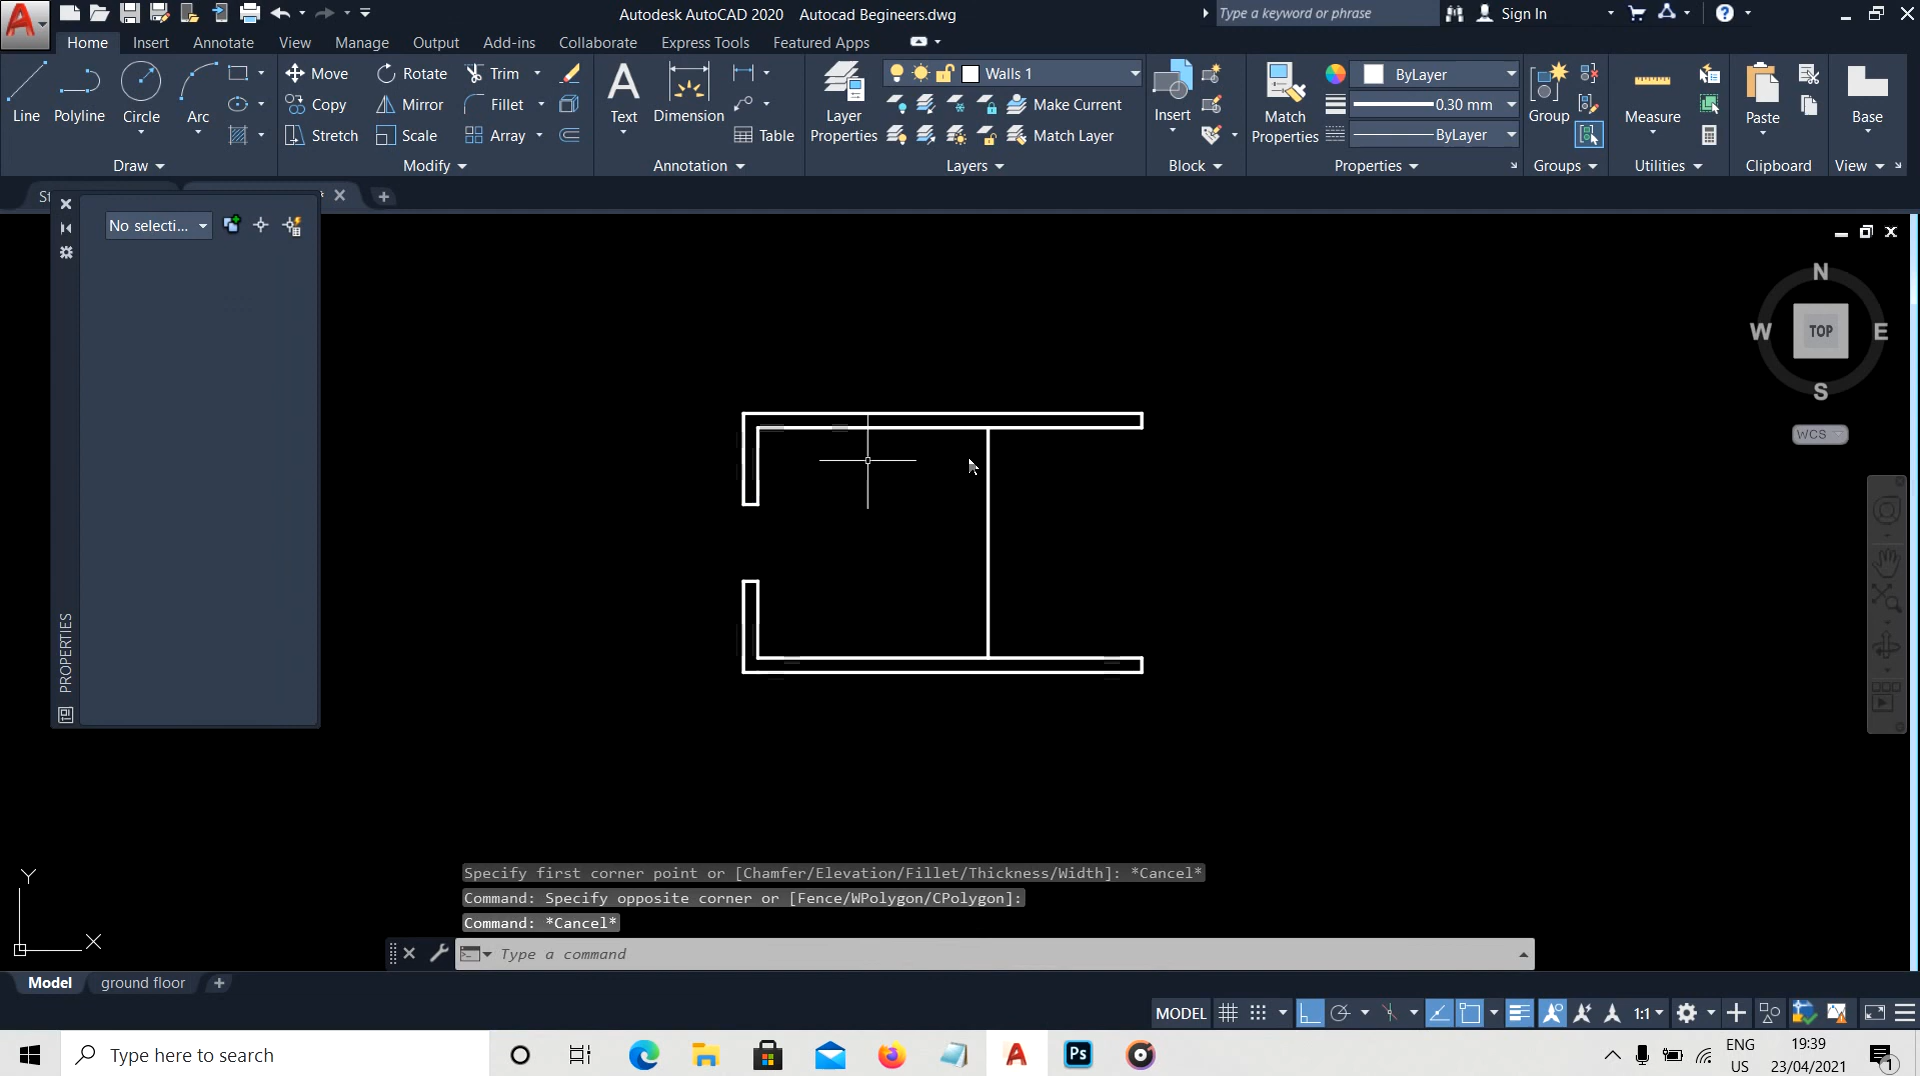 Autodesk AutoCAD 2020 Autocad Begineers.dwg
Type a keyword or phrase
Sign In
Home Insert Annotate View Manage Output Add-ins Collaborate Express Tools Featured Apps
Line Polyline Circle Arc
Move Rotate Trim
Copy Mirror Fillet
Stretch Scale Array
Text Dimension Table
Layer Properties
Walls 1
Make Current
Match Layer
Insert
Match Properties
ByLayer
0.30 mm
ByLayer
Group
Measure
Paste
Base
Draw Modify Annotation Layers Block Properties Groups Utilities Clipboard View
St
*
No selecti...
PROPERTIES
N
W TOP E
S
WCS
Y
X
Specify first corner point or [Chamfer/Elevation/Fillet/Thickness/Width]: *Cancel*
Command: Specify opposite corner or [Fence/WPolygon/CPolygon]:
Command: *Cancel*
Type a command
Model ground floor
MODEL 1:1
Type here to search
A
Ps
ENG
US
19:39
23/04/2021
1